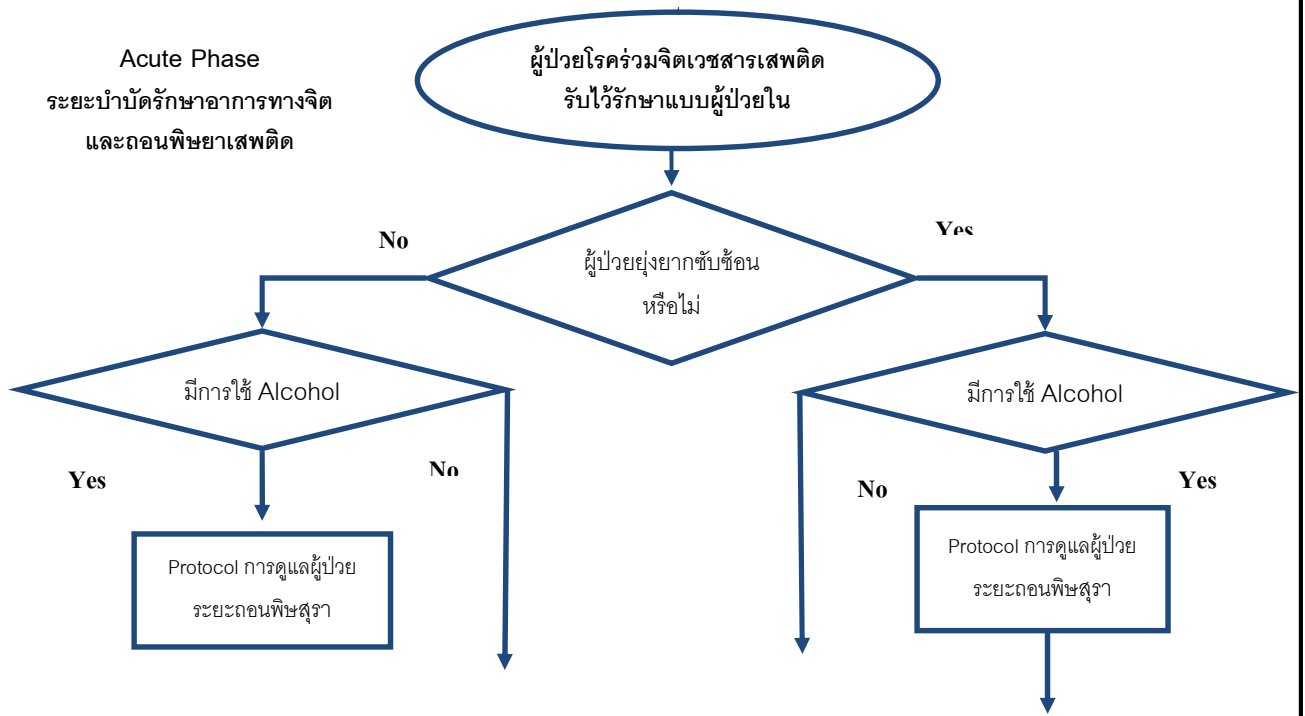 Acute Phase
ระยะบำบัดรักษาอาการทางจิต
และถอนพิษยาเสพติด
ผู้ป่วยโรคร่วมจิตเวชสารเสพติด
รับไว้รักษาแบบผู้ป่วยใน
No
Yes
ผู้ป่วยยุ่งยากซับซ้อน
หรือไม่
มีการใช้ Alcohol
มีการใช้ Alcohol
Yes
No
No
Yes
Protocol การดูแลผู้ป่วย
ระยะถอนพิษสุรา
Protocol การดูแลผู้ป่วย
ระยะถอนพิษสุรา